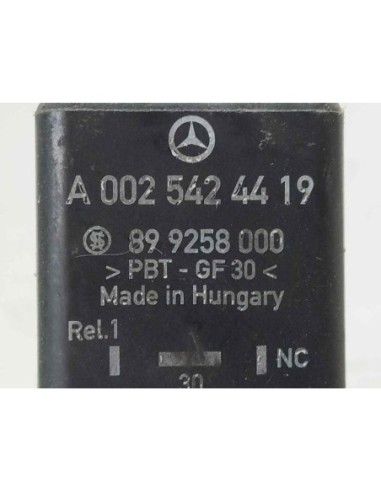 A 002 542 44 19
89 9258 000
> PBT - GF 30 <
Made in Hungary
Rel.1
NC
30